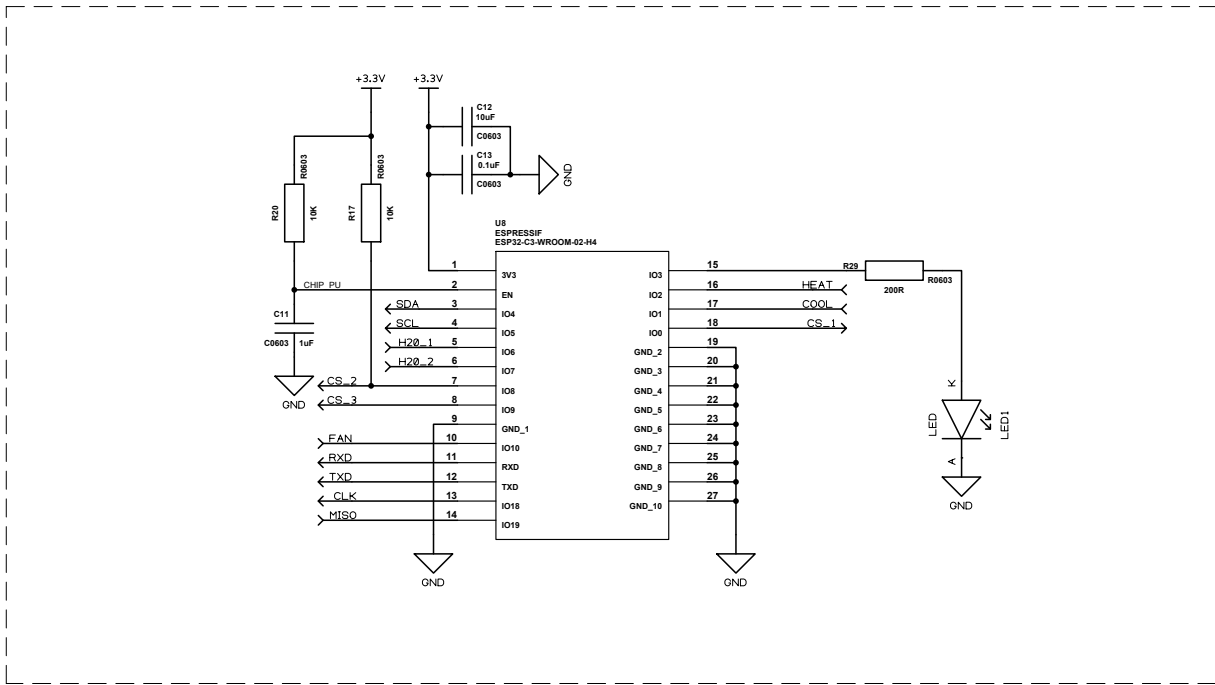 +3.3V
+3.3V
C12
10uF
C0603
C13
0.1uF
C0603
GND
R0603
R20
10K
R0603
R17
10K
U8
ESPRESSIF
ESP32-C3-WROOM-02-H4
CHIP_PU
C11
C0603 1uF
GND
1 3V3
2 EN
SDA 3 IO4
SCL 4 IO5
H20_1 5 IO6
H20_2 6 IO7
CS_2 7 IO8
CS_3 8 IO9
9 GND_1
FAN 10 IO10
RXD 11 RXD
TXD 12 TXD
CLK 13 IO18
MISO 14 IO19
GND
IO3 15
IO2 16 HEAT
IO1 17 COOL
IO0 18 CS_1
GND_2 19
GND_3 20
GND_4 21
GND_5 22
GND_6 23
GND_7 24
GND_8 25
GND_9 26
GND_10 27
GND
R29
200R
R0603
K
LED
LED1
A
GND